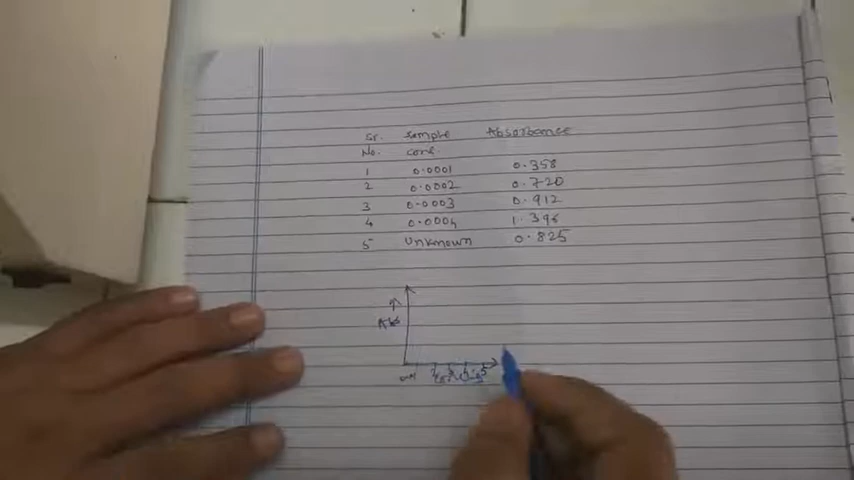 Sr. sample Absorbance
No. conc.
1 0.0001 0.358
2 0.0002 0.720
3 0.0003 0.912
4 0.0004 1.396
5 Unknown 0.825
Abs